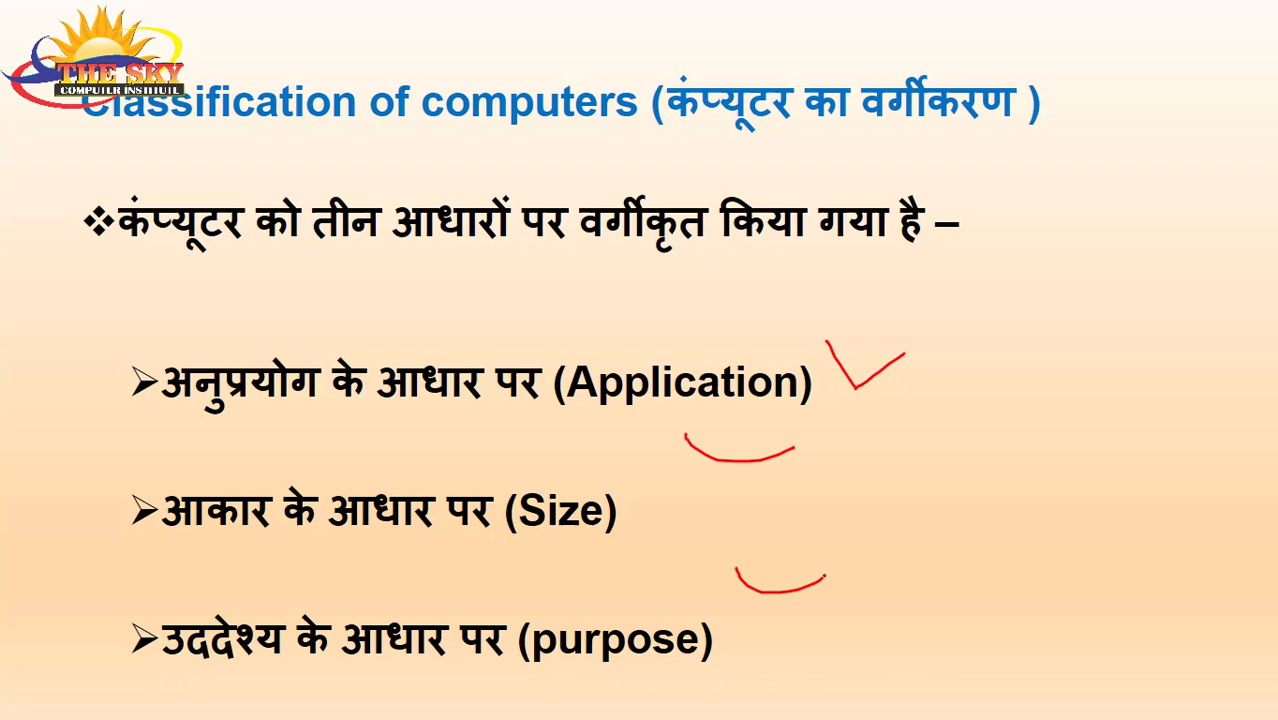 THE SKY
COMPUTER INSTITUTE
Classification of computers (कंप्यूटर का वर्गीकरण )
❖कंप्यूटर को तीन आधारों पर वर्गीकृत किया गया है –
➢अनुप्रयोग के आधार पर (Application)
➢आकार के आधार पर (Size)
➢उददेश्य के आधार पर (purpose)